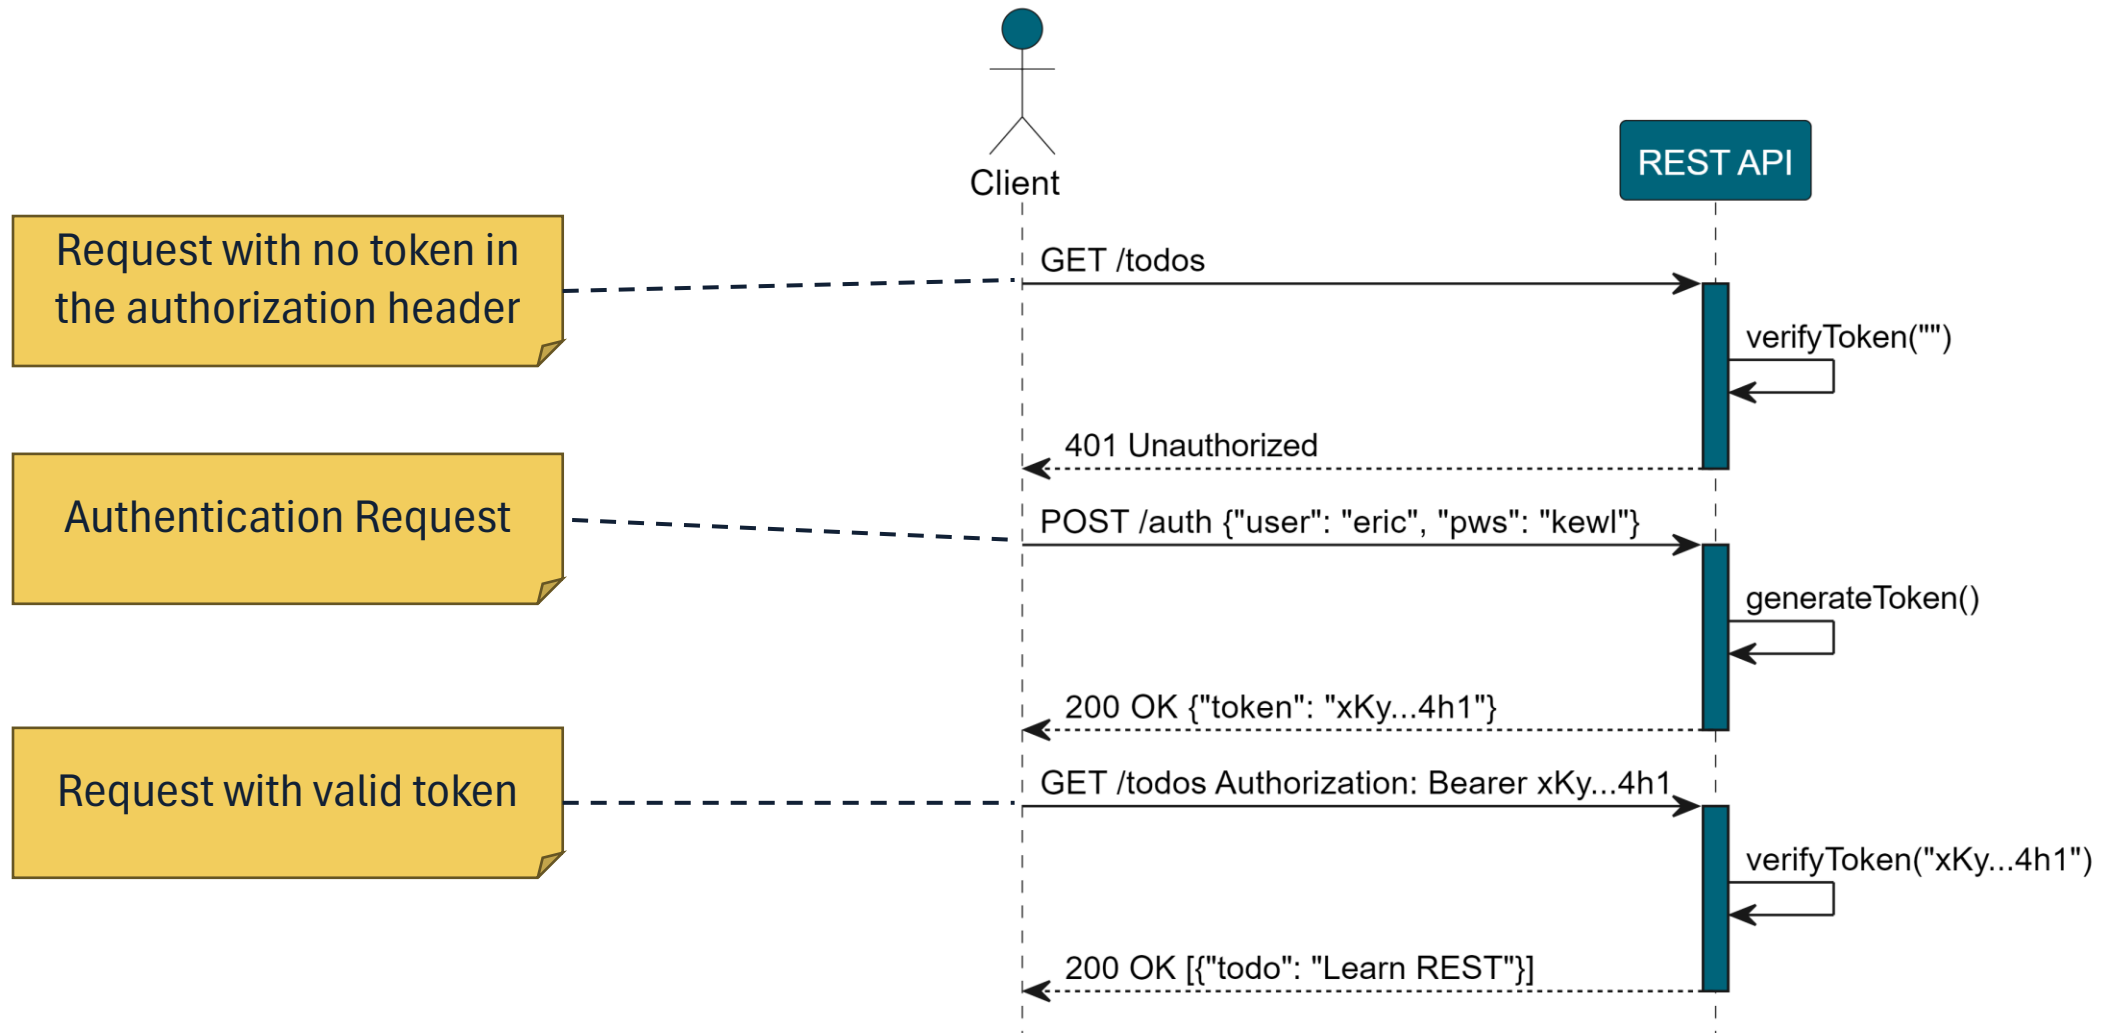 Client
REST API
Request with no token in
the authorization header
GET /todos
verifyToken("")
401 Unauthorized
Authentication Request
POST /auth {"user": "eric", "pws": "kewl"}
generateToken()
200 OK {"token": "xKy...4h1"}
Request with valid token
GET /todos Authorization: Bearer xKy...4h1
verifyToken("xKy...4h1")
200 OK [{"todo": "Learn REST"}]